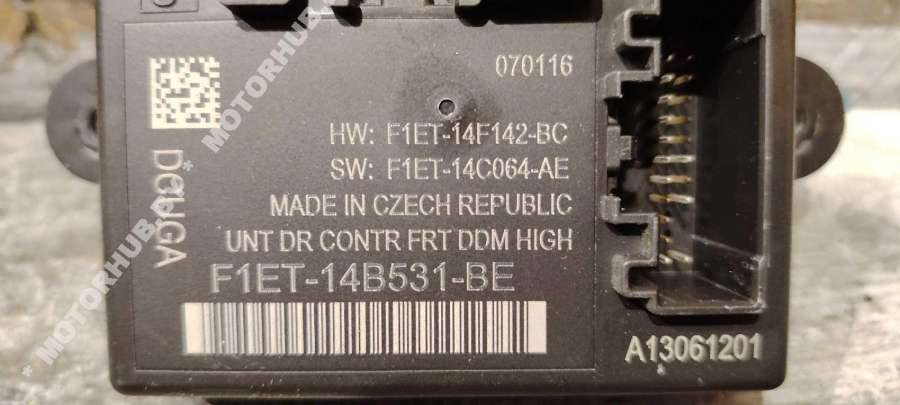 070116
HW: F1ET-14F142-BC
SW: F1ET-14C064-AE
MADE IN CZECH REPUBLIC
UNT DR CONTR FRT DDM HIGH
F1ET-14B531-BE
A13061201
* MOTORHUB.
* MOTORHUB.